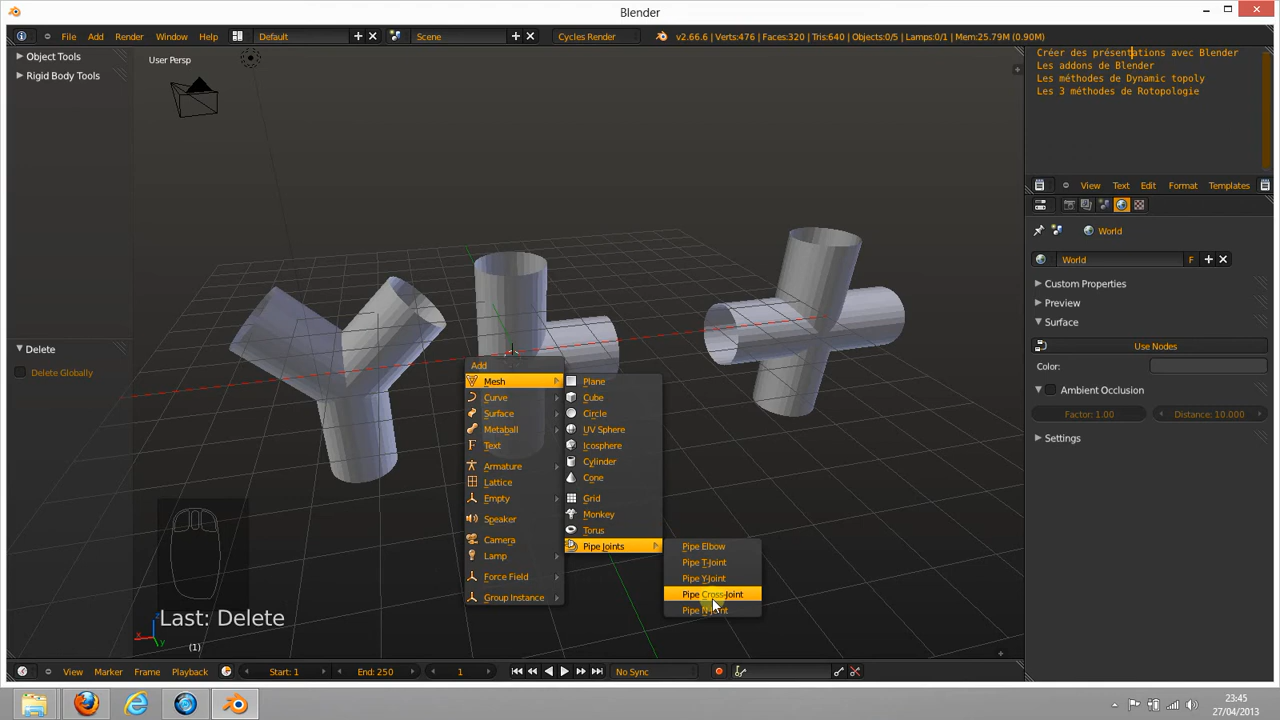 Blender
File Add Render Window Help Default Scene Cycles Render v2.66.6 | Verts:476 | Faces:320 | Tris:640 | Objects:0/5 | Lamps:0/1 | Mem:25.79M (0.90M)
Object Tools
Rigid Body Tools
Delete
Delete Globally
User Persp
Add
Mesh
Curve
Surface
Metaball
Text
Armature
Lattice
Empty
Speaker
Camera
Lamp
Force Field
Group Instance
Plane
Cube
Circle
UV Sphere
Icosphere
Cylinder
Cone
Grid
Monkey
Torus
Pipe Joints
Pipe Elbow
Pipe T-Joint
Pipe Y-Joint
Pipe Cross-Joint
Pipe N-Joint
Last: Delete
(1)
x y z
Créer des présentations avec Blender
Les addons de Blender
Les méthodes de Dynamic topoly
Les 3 méthodes de Rotopologie
View Text Edit Format Templates
World
World F
Custom Properties
Preview
Surface
Use Nodes
Color:
Ambient Occlusion
Factor: 1.00 Distance: 10.000
Settings
View Marker Frame Playback Start: 1 End: 250 1 No Sync
23:45
27/04/2013